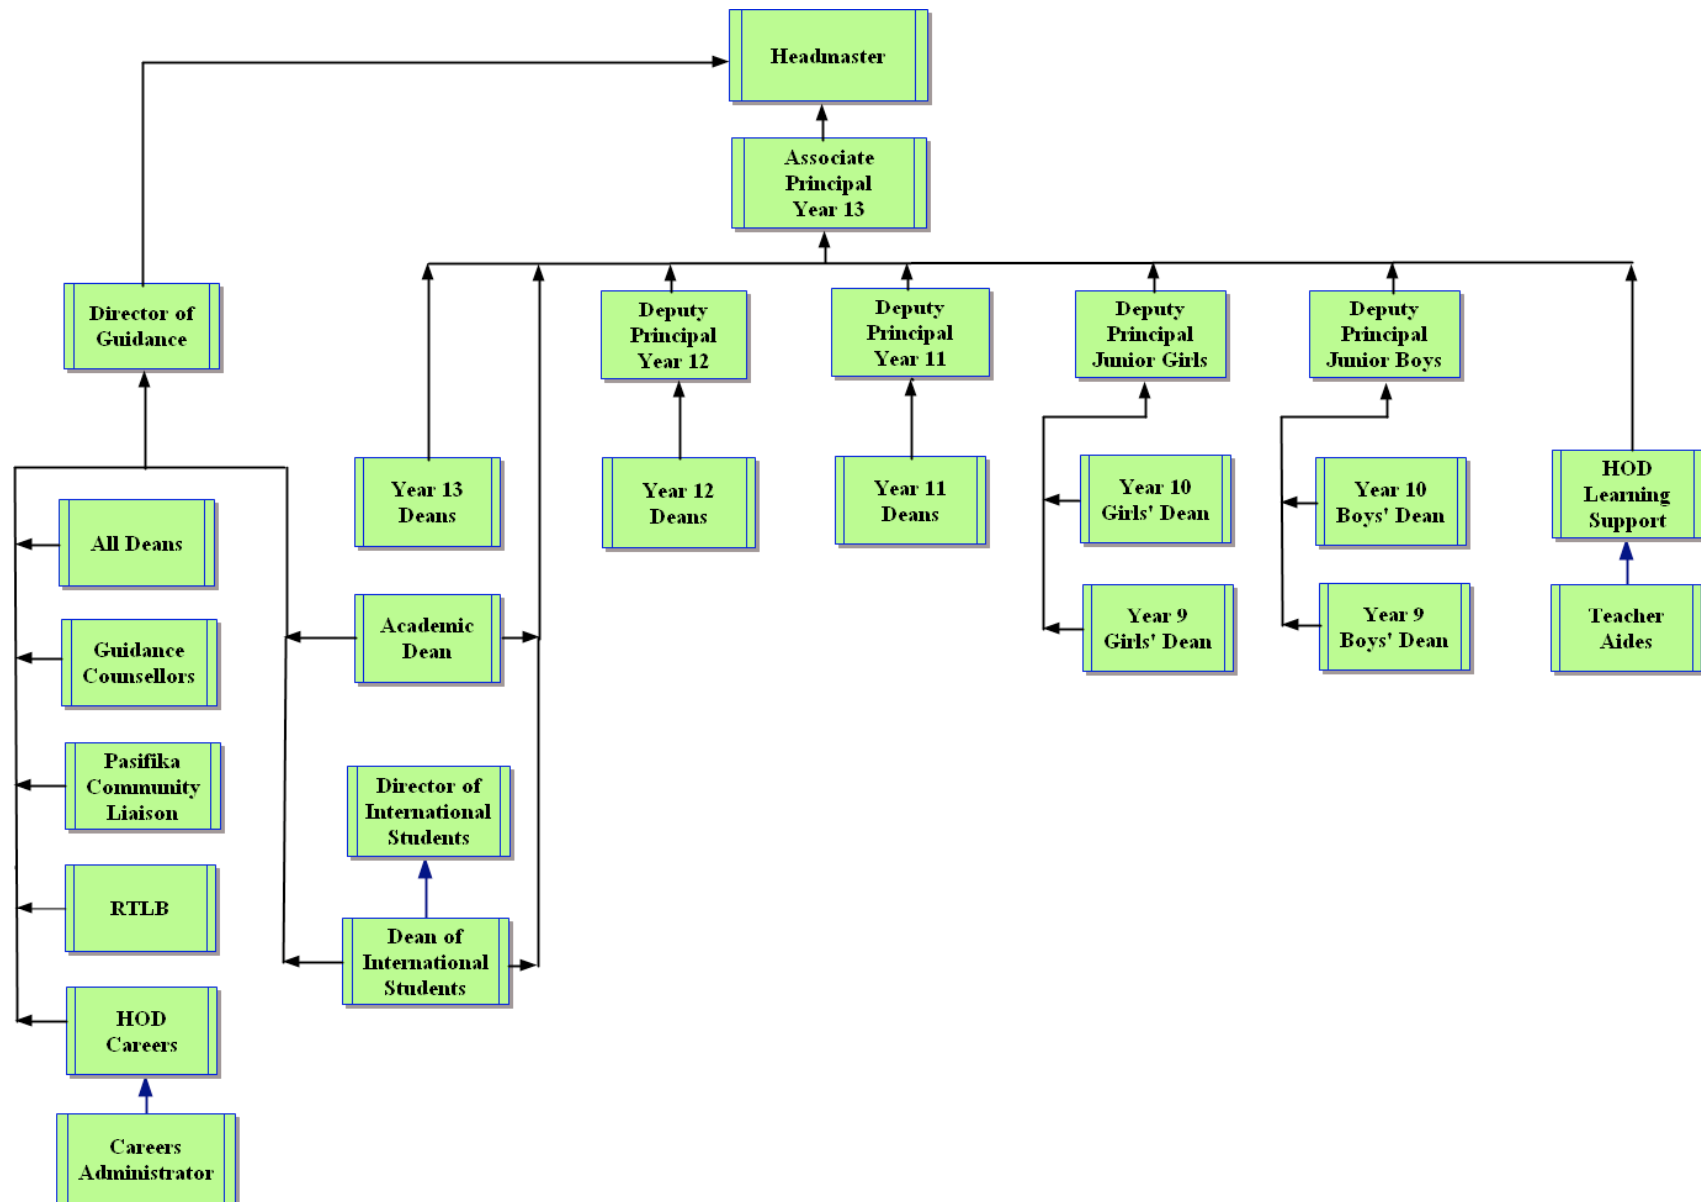 Headmaster
Associate
Principal
Year 13
Director of
Guidance
Deputy
Principal
Year 12
Deputy
Principal
Year 11
Deputy
Principal
Junior Girls
Deputy
Principal
Junior Boys
All Deans
Year 13
Deans
Year 12
Deans
Year 11
Deans
Year 10
Girls' Dean
Year 10
Boys' Dean
HOD
Learning
Support
Guidance
Counsellors
Academic
Dean
Year 9
Girls' Dean
Year 9
Boys' Dean
Teacher
Aides
Pasifika
Community
Liaison
Director of
International
Students
RTLB
Dean of
International
Students
HOD
Careers
Careers
Administrator